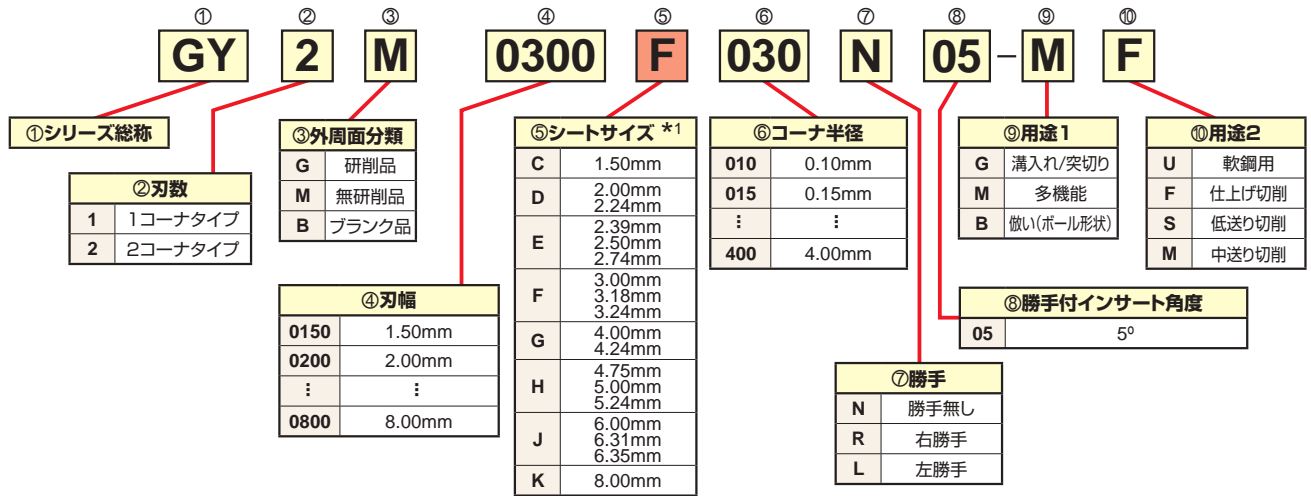 ① ② ③ ④ ⑤ ⑥ ⑦ ⑧ ⑨ ⑩
GY 2 M 0300 F 030 N 05 – M F
①シリーズ総称
②刃数
1 1コーナタイプ
2 2コーナタイプ
③外周面分類
G 研削品
M 無研削品
B ブランク品
④刃幅
0150 1.50mm
0200 2.00mm
⋮ ⋮
0800 8.00mm
⑤シートサイズ *1
C 1.50mm
D 2.00mm
2.24mm
E 2.39mm
2.50mm
2.74mm
F 3.00mm
3.18mm
3.24mm
G 4.00mm
4.24mm
H 4.75mm
5.00mm
5.24mm
J 6.00mm
6.31mm
6.35mm
K 8.00mm
⑥コーナ半径
010 0.10mm
015 0.15mm
⋮ ⋮
400 4.00mm
⑦勝手
N 勝手無し
R 右勝手
L 左勝手
⑧勝手付インサート角度
05 5º
⑨用途1
G 溝入れ/突切り
M 多機能
B 倣い(ボール形状)
⑩用途2
U 軟鋼用
F 仕上げ切削
S 低送り切削
M 中送り切削